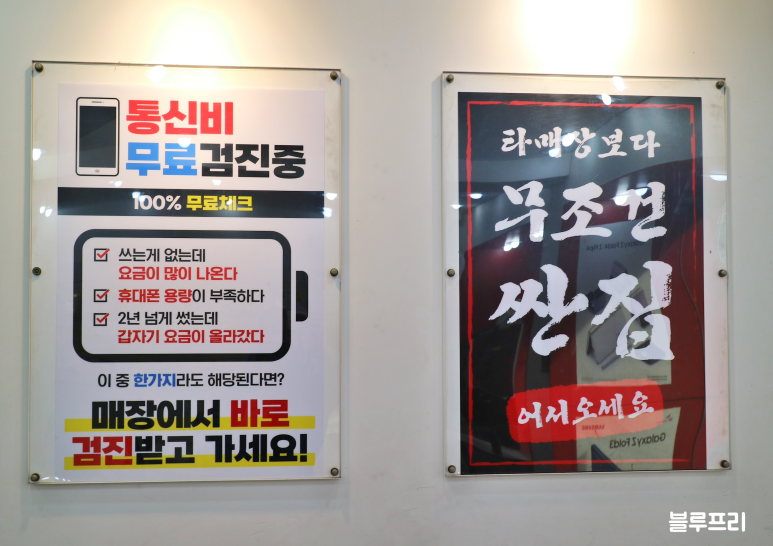 통신비
무료검진중
100% 무료체크
쓰는게 없는데
요금이 많이 나온다
휴대폰 용량이 부족하다
2년 넘게 썼는데
갑자기 요금이 올라갔다
이 중 한가지라도 해당된다면?
매장에서 바로
검진받고 가세요!
타매장보다
무조건
싼집
어서오세요
SAMSUNG
Galaxy Z Fold3
블루프리